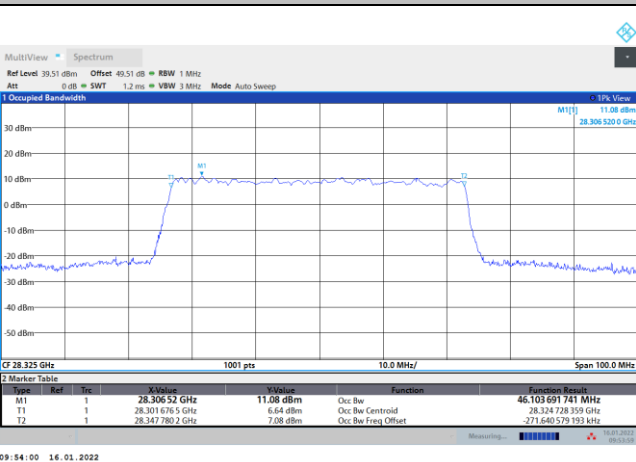 MultiView Spectrum
Ref Level 39.51 dBm Offset 49.51 dB RBW 1 MHz
Att 0 dB SWT 1.2 ms VBW 3 MHz Mode Auto Sweep
1 Occupied Bandwidth 1Pk View
M1[1] 11.08 dBm
28.306 520 0 GHz
30 dBm
20 dBm
M1
T1
T2
10 dBm
0 dBm
-10 dBm
-20 dBm
-30 dBm
-40 dBm
-50 dBm
CF 28.325 GHz 1001 pts 10.0 MHz/ Span 100.0 MHz
2 Marker Table
Type Ref Trc X-Value Y-Value Function Function Result
M1 1 28.306 52 GHz 11.08 dBm Occ Bw 46.103 691 741 MHz
T1 1 28.301 676 5 GHz 6.64 dBm Occ Bw Centroid 28.324 728 359 GHz
T2 1 28.347 780 2 GHz 7.08 dBm Occ Bw Freq Offset -271.640 579 193 kHz
Measuring... 16.01.2022
09:53:59
09:54:00 16.01.2022